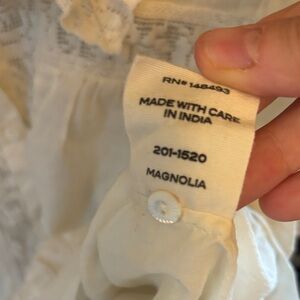 RN# 148493
MADE WITH CARE
IN INDIA
201-1520
MAGNOLIA